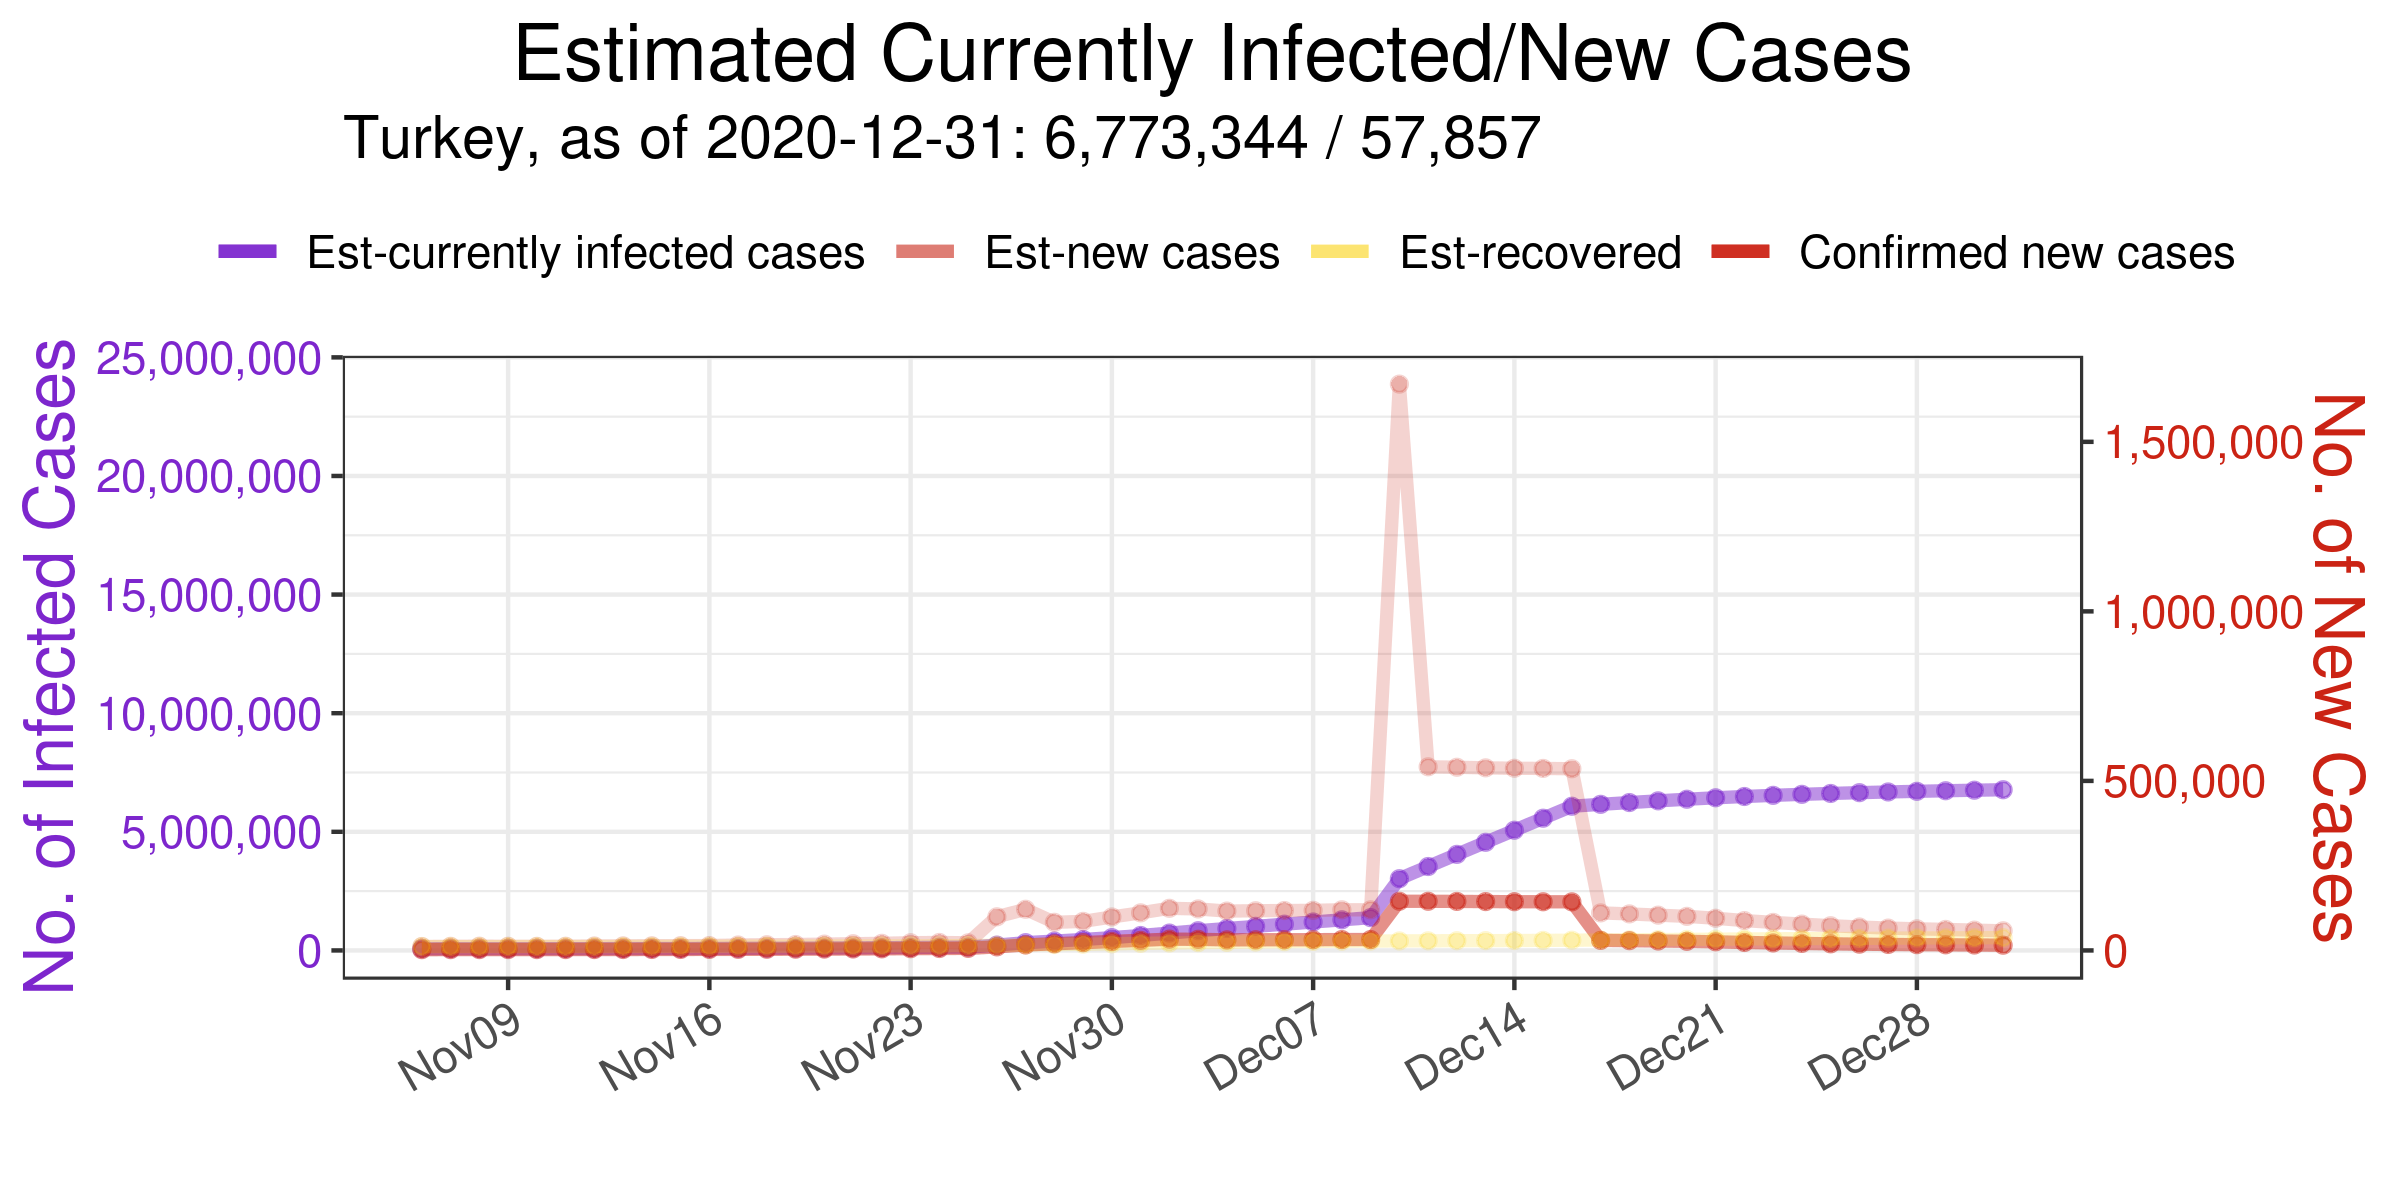 Estimated Currently Infected/New Cases
Turkey, as of 2020-12-31: 6,773,344 / 57,857
Est-currently infected cases Est-new cases Est-recovered Confirmed new cases
No. of Infected Cases
25,000,000
20,000,000
15,000,000
10,000,000
5,000,000
0
1,500,000
1,000,000
500,000
0
No. of New Cases
Nov09 Nov16 Nov23 Nov30 Dec07 Dec14 Dec21 Dec28